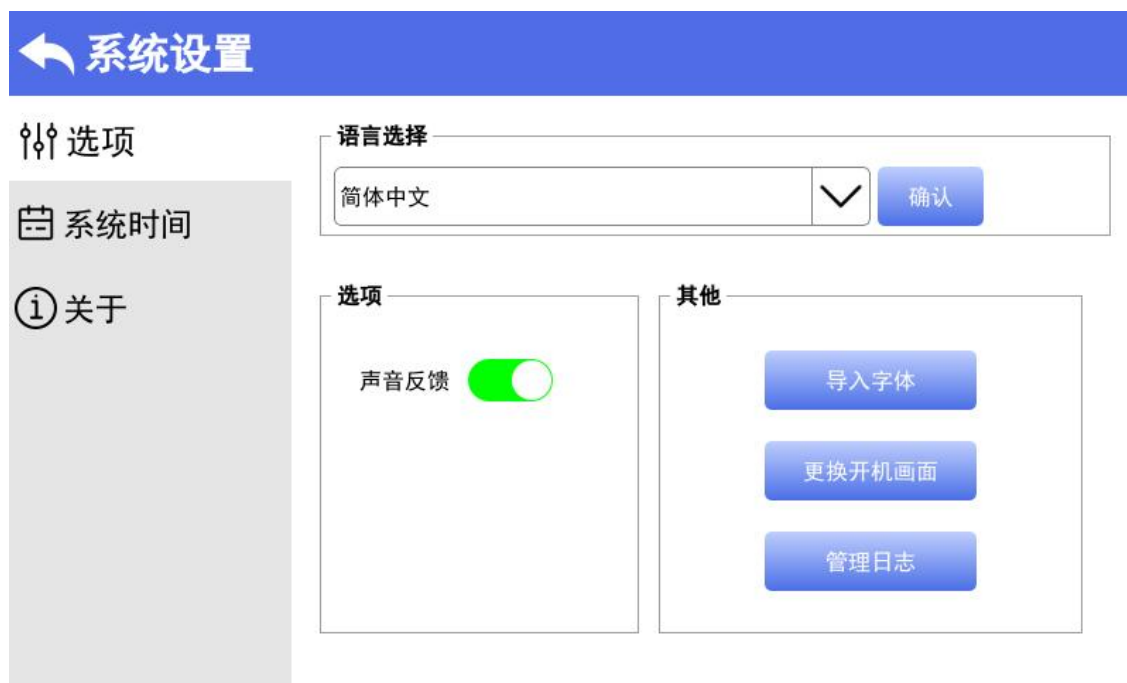 系统设置
选项
系统时间
关于
语言选择
简体中文
确认
选项
声音反馈
其他
导入字体
更换开机画面
管理日志